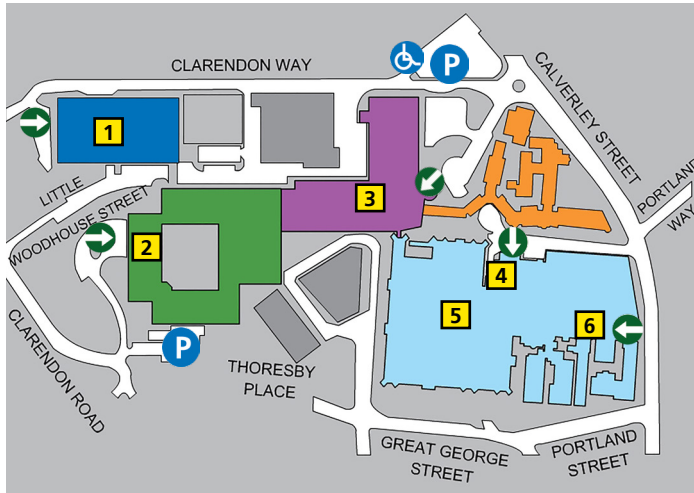 CLARENDON WAY
P
CALVERLEY STREET
1
LITTLE
WOODHOUSE STREET
PORTLAND
WAY
3
2
4
5
6
CLARENDON ROAD
P
THORESBY
PLACE
GREAT GEORGE
STREET
PORTLAND
STREET